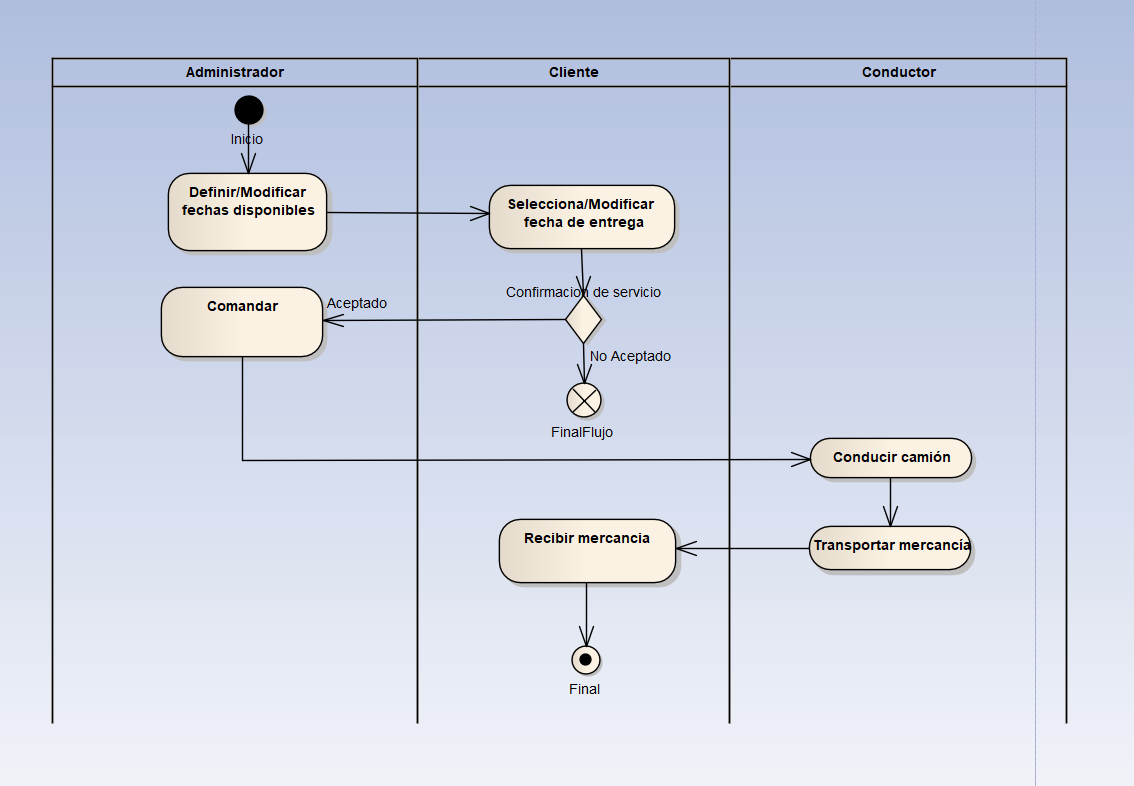 Administrador
Cliente
Conductor
Inicio
Definir/Modificar
fechas disponibles
Selecciona/Modificar
fecha de entrega
Confirmacion de servicio
Comandar
Aceptado
No Aceptado
FinalFlujo
Conducir camión
Recibir mercancia
Transportar mercancía
Final